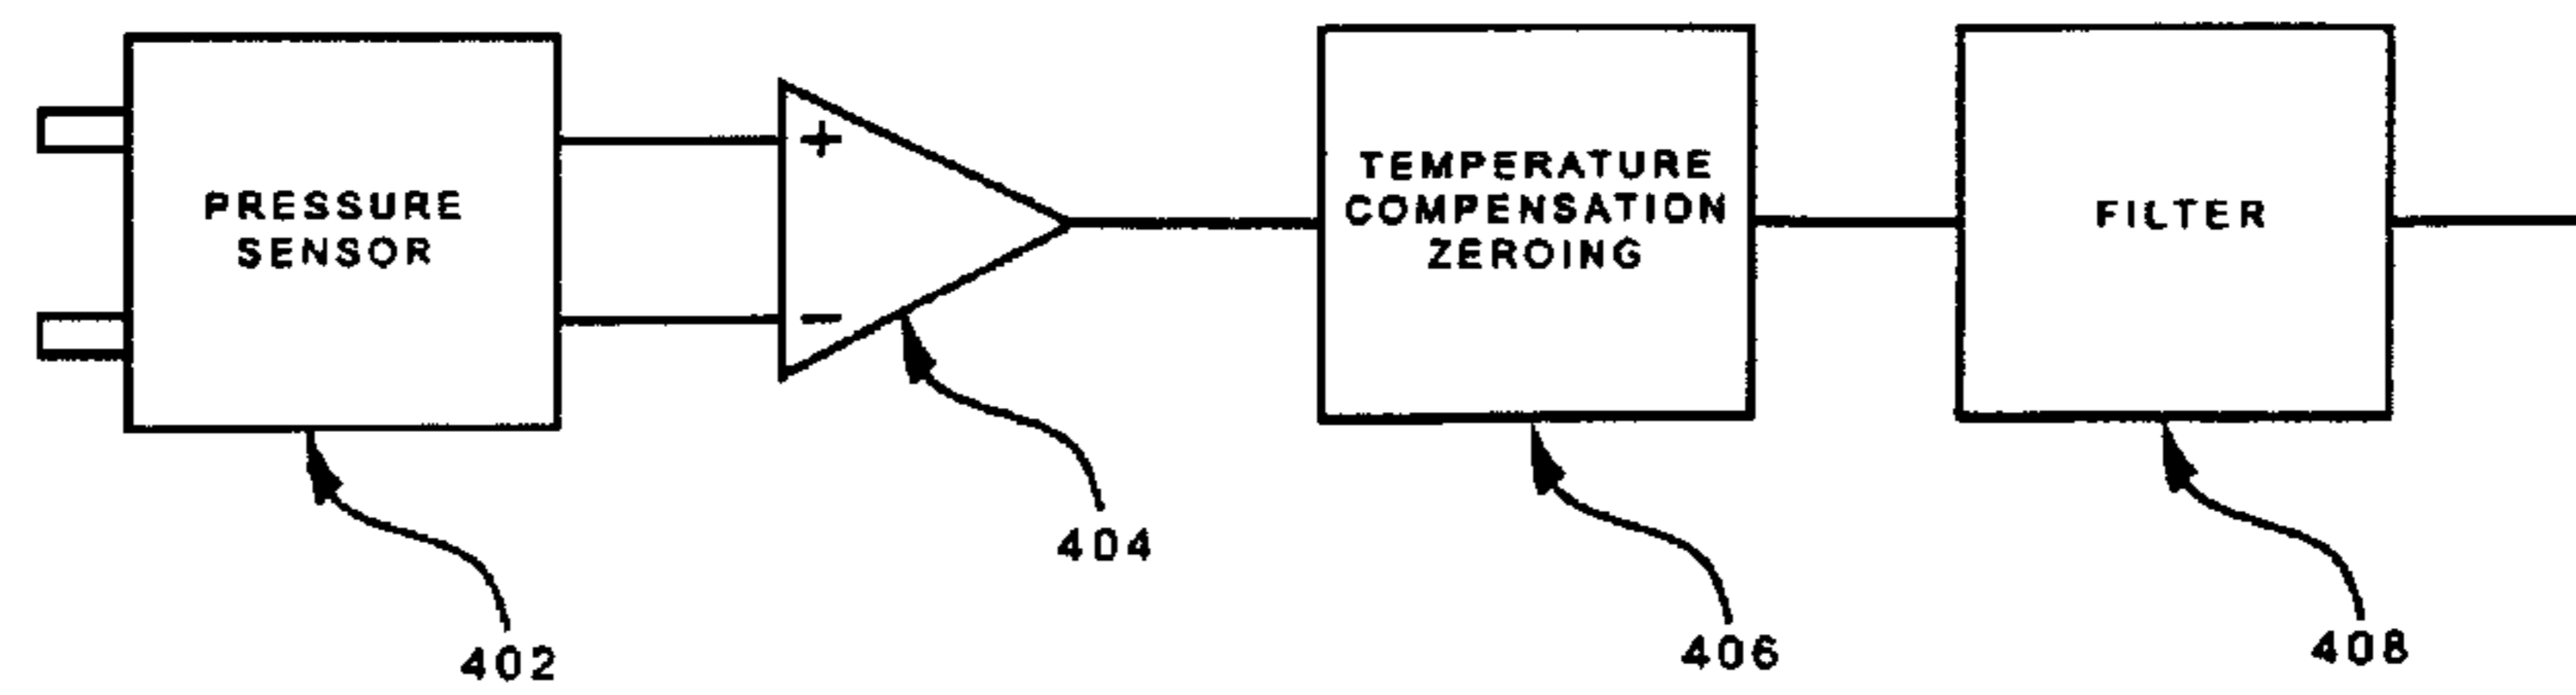 PRESSURE
SENSOR
+
−
TEMPERATURE
COMPENSATION
ZEROING
FILTER
402
404
406
408